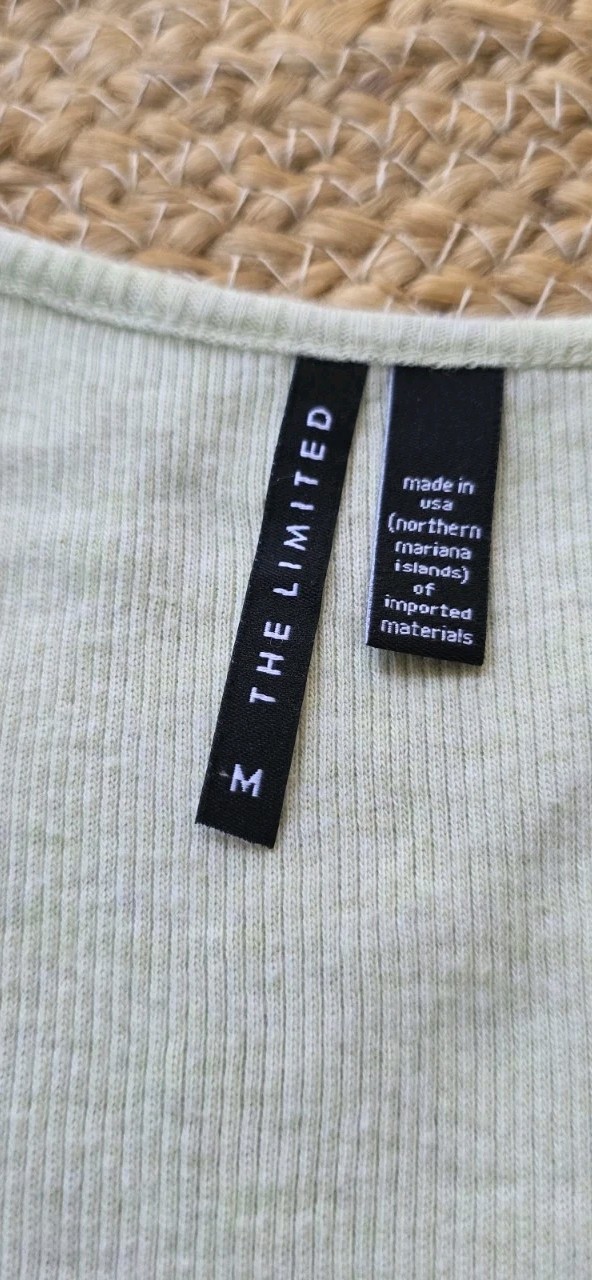 THE LIMITED
M
made in
usa
(northern
mariana
islands)
of
imported
materials